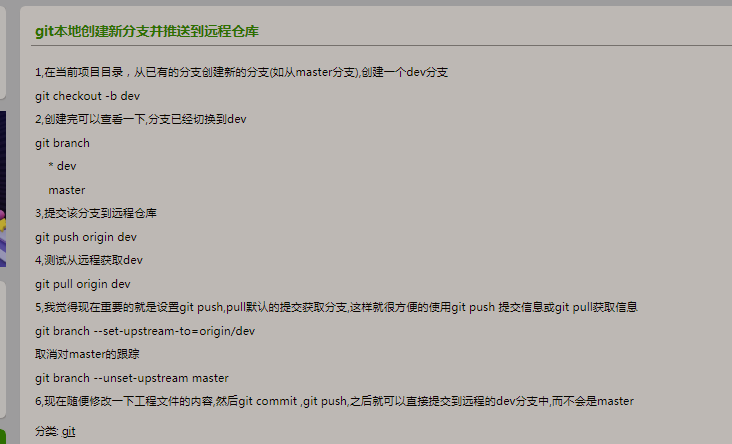 git本地创建新分支并推送到远程仓库
1,在当前项目目录，从已有的分支创建新的分支(如从master分支),创建一个dev分支
git checkout -b dev
2,创建完可以查看一下,分支已经切换到dev
git branch
* dev
master
3,提交该分支到远程仓库
git push origin dev
4,测试从远程获取dev
git pull origin dev
5,我觉得现在重要的就是设置git push,pull默认的提交获取分支,这样就很方便的使用git push 提交信息或git pull获取信息
git branch --set-upstream-to=origin/dev
取消对master的跟踪
git branch --unset-upstream master
6,现在随便修改一下工程文件的内容,然后git commit ,git push,之后就可以直接提交到远程的dev分支中,而不会是master
分类: git